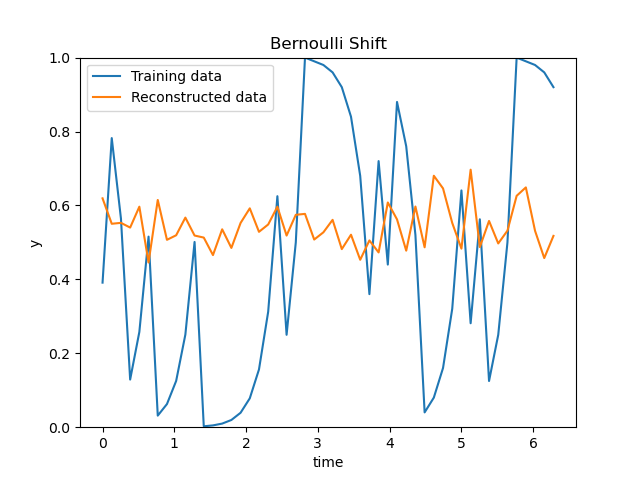 Bernoulli Shift
Training data
Reconstructed data
1.0
0.8
0.6
0.4
0.2
0.0
y
0 1 2 3 4 5 6
time